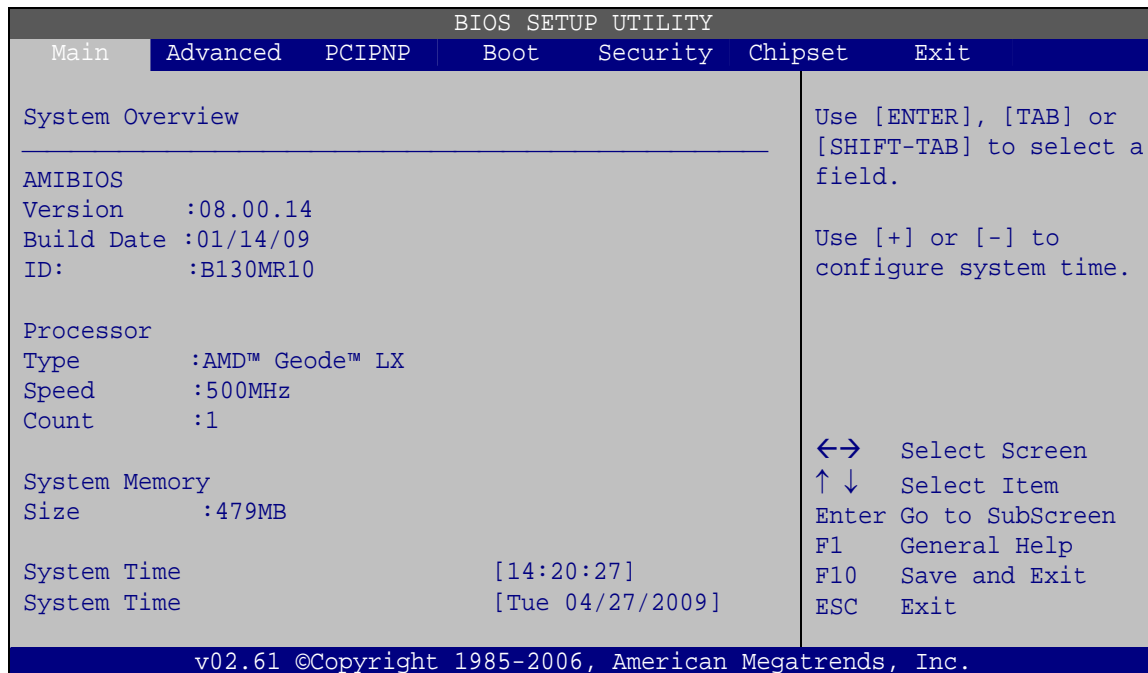 BIOS SETUP UTILITY
Main Advanced PCIPNP Boot Security Chipset Exit
System Overview
AMIBIOS
Version :08.00.14
Build Date :01/14/09
ID: :B130MR10
Processor
Type :AMD™ Geode™ LX
Speed :500MHz
Count :1
System Memory
Size :479MB
System Time [14:20:27]
System Time [Tue 04/27/2009]
Use [ENTER], [TAB] or
[SHIFT-TAB] to select a
field.
Use [+] or [-] to
configure system time.
←→ Select Screen
↑ ↓ Select Item
Enter Go to SubScreen
F1 General Help
F10 Save and Exit
ESC Exit
v02.61 ©Copyright 1985-2006, American Megatrends, Inc.